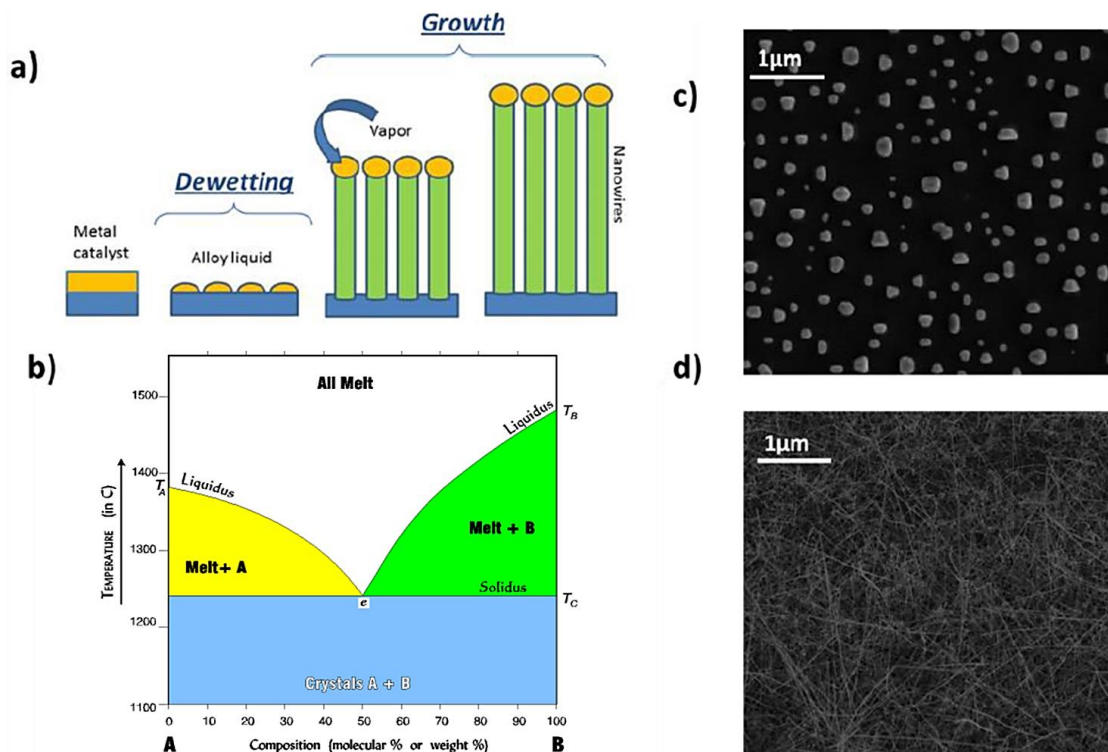 a)
Growth
Vapor
Nanowires
Dewetting
Metal
catalyst
Alloy liquid
b)
All Melt
1500
1400
1300
1200
1100
TEMPERATURE (in C)
T_A
Liquidus
Liquidus
T_B
Melt + B
Melt+ A
Solidus
e
T_C
Crystals A + B
0 10 20 30 40 50 60 70 80 90 100
A Composition (molecular % or weight %) B
c)
1µm
d)
1µm